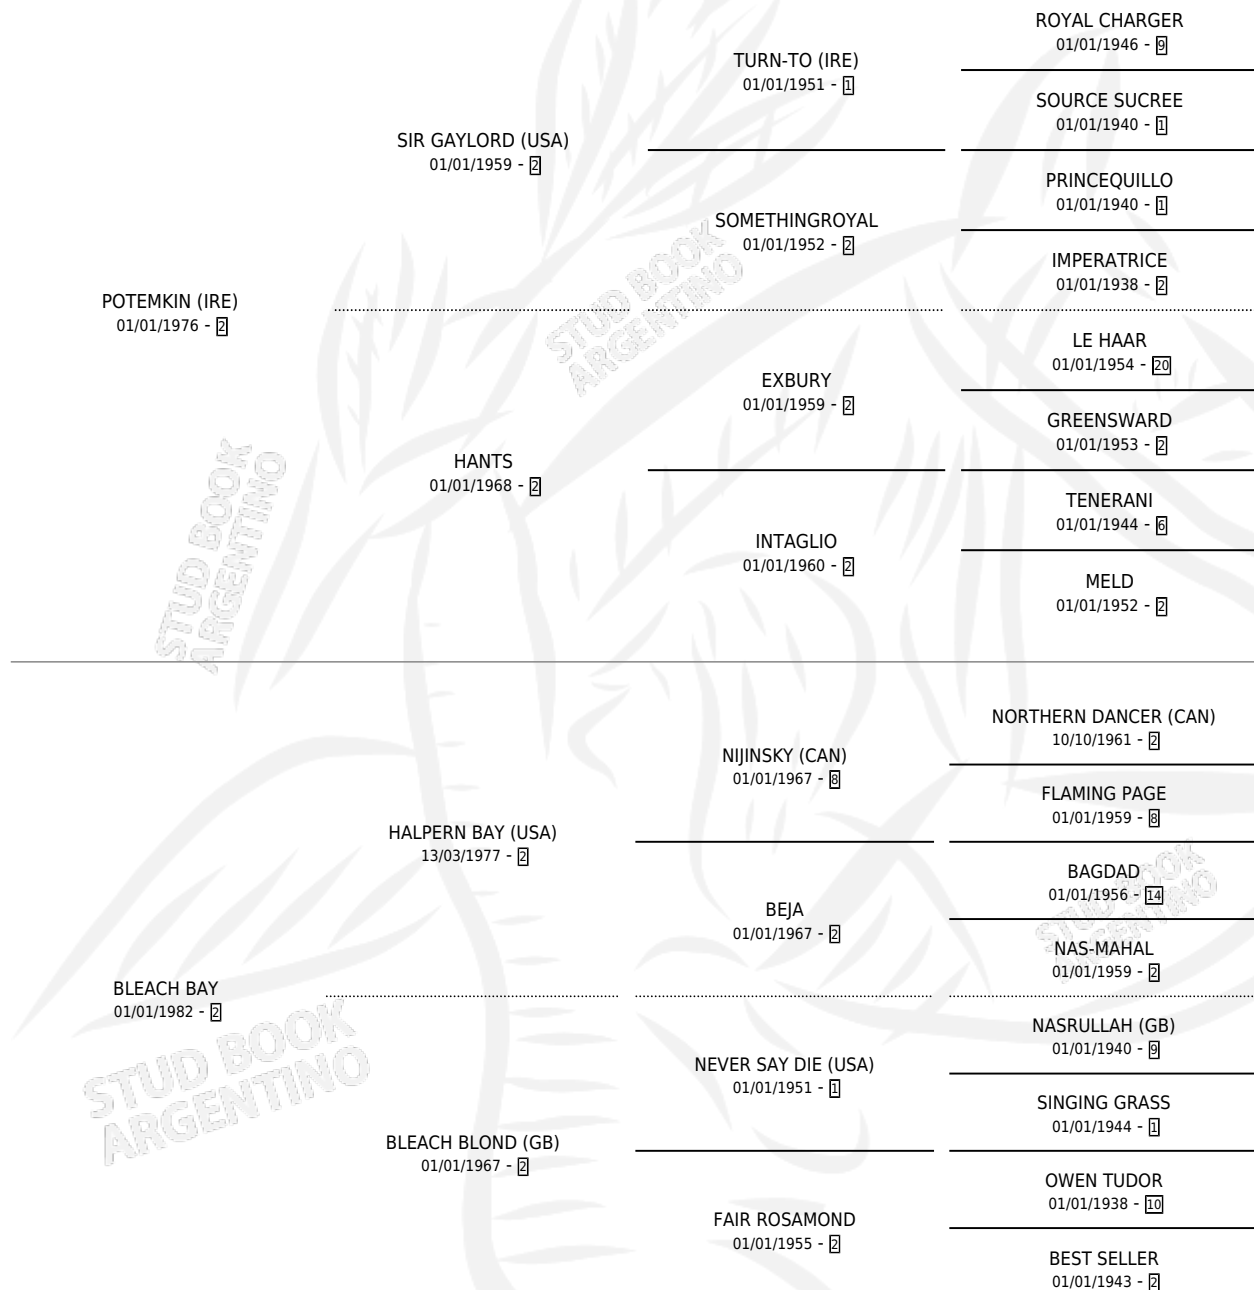 ROYAL CHARGER
01/01/1946 - 9
TURN-TO (IRE)
01/01/1951 - 1
SOURCE SUCREE
01/01/1940 - 1
SIR GAYLORD (USA)
01/01/1959 - 2
PRINCEQUILLO
01/01/1940 - 1
SOMETHINGROYAL
01/01/1952 - 2
IMPERATRICE
01/01/1938 - 2
POTEMKIN (IRE)
01/01/1976 - 2
STUD BOOK
ARGENTINO
LE HAAR
01/01/1954 - 20
EXBURY
01/01/1959 - 2
GREENSWARD
01/01/1953 - 2
HANTS
01/01/1968 - 2
TENERANI
01/01/1944 - 6
INTAGLIO
01/01/1960 - 2
MELD
01/01/1952 - 2
STUD BOOK
ARGENTINO
NORTHERN DANCER (CAN)
10/10/1961 - 2
NIJINSKY (CAN)
01/01/1967 - 8
FLAMING PAGE
01/01/1959 - 8
HALPERN BAY (USA)
13/03/1977 - 2
BAGDAD
01/01/1956 - 14
BEJA
01/01/1967 - 2
STUD BOOK
ARGENTINO
NAS-MAHAL
01/01/1959 - 2
BLEACH BAY
01/01/1982 - 2
NASRULLAH (GB)
01/01/1940 - 9
NEVER SAY DIE (USA)
01/01/1951 - 1
SINGING GRASS
01/01/1944 - 1
STUD BOOK
ARGENTINO
BLEACH BLOND (GB)
01/01/1967 - 2
OWEN TUDOR
01/01/1938 - 10
FAIR ROSAMOND
01/01/1955 - 2
BEST SELLER
01/01/1943 - 2